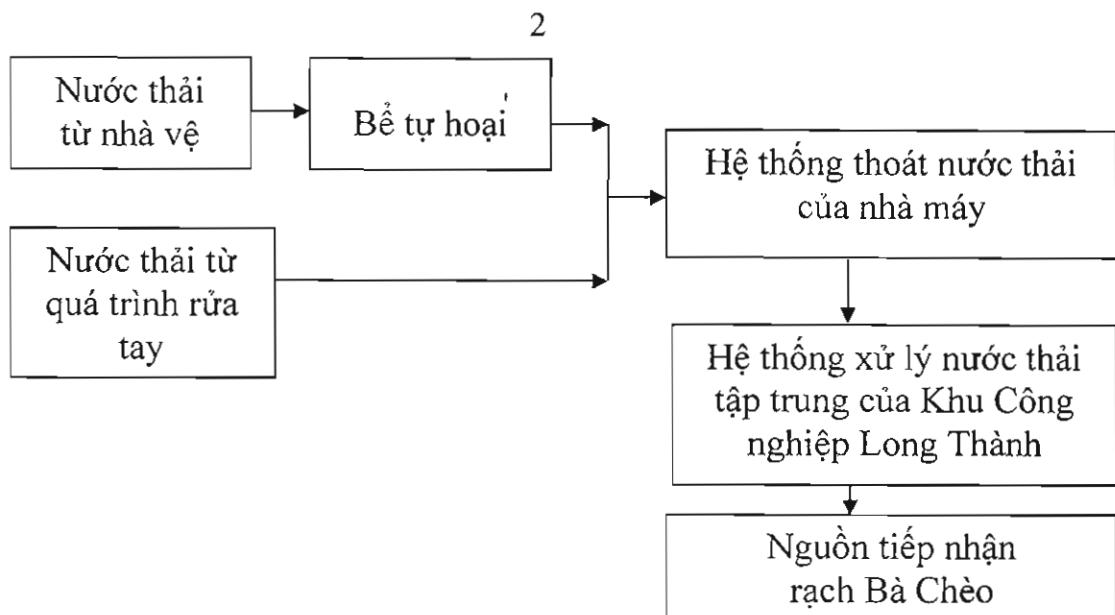 2
Nước thải
từ nhà vệ
Bể tự hoại
Hệ thống thoát nước thải
của nhà máy
Nước thải từ
quá trình rửa
tay
Hệ thống xử lý nước thải
tập trung của Khu Công
nghiệp Long Thành
Nguồn tiếp nhận
rạch Bà Chèo